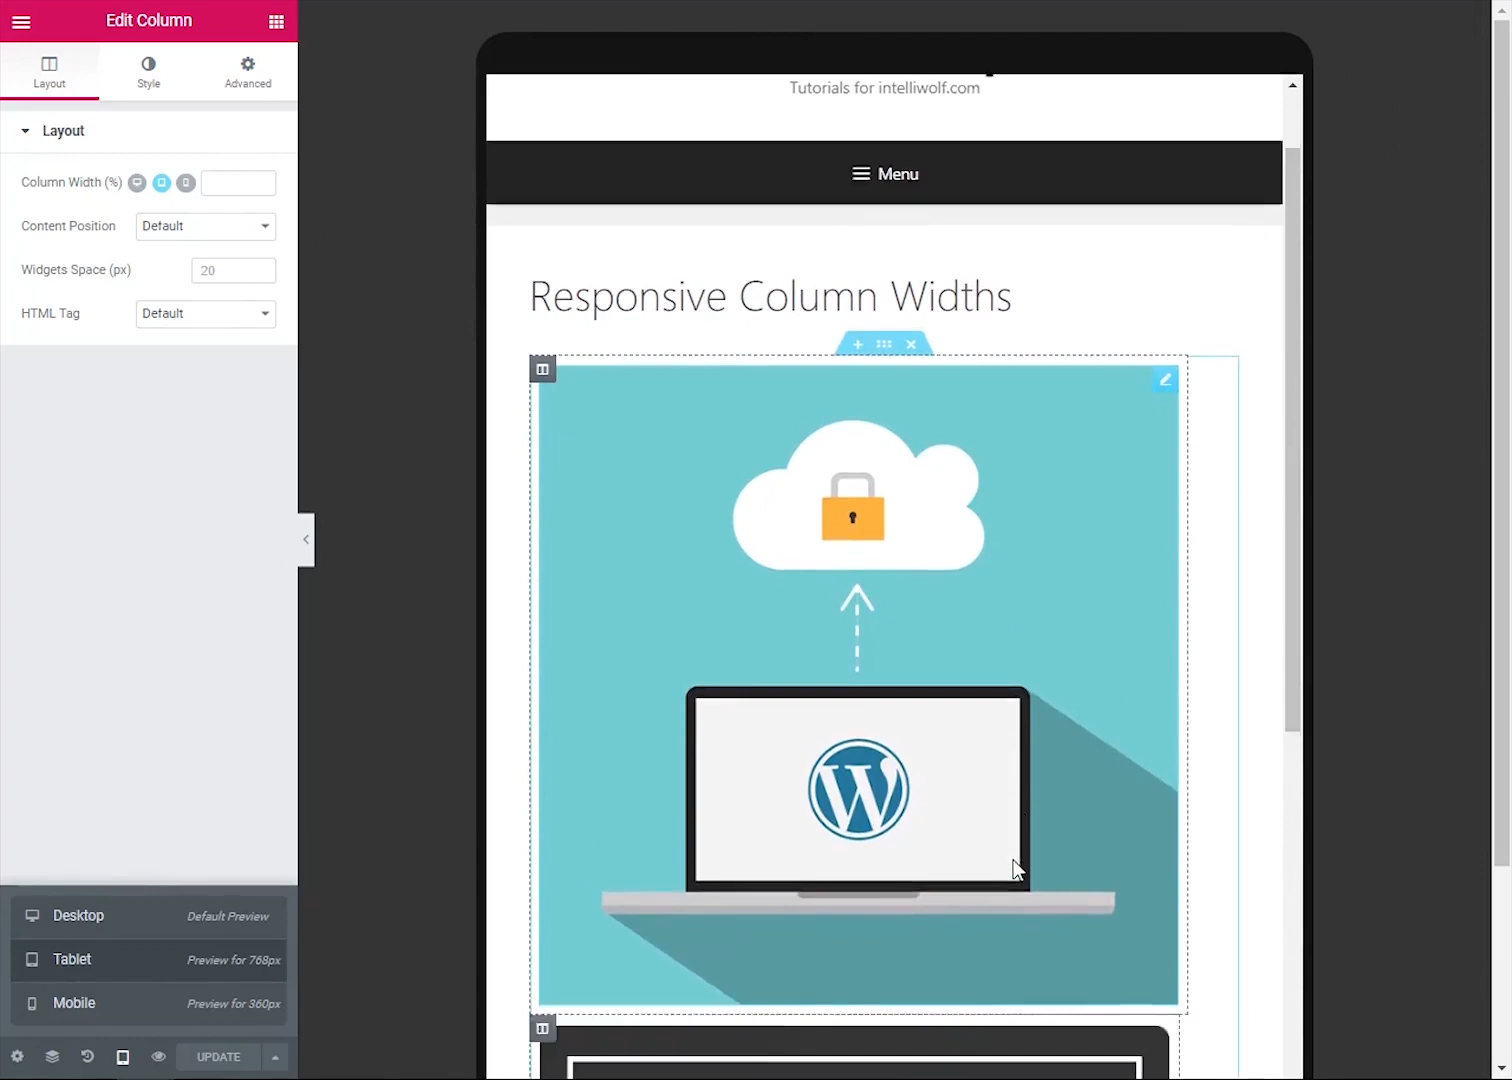 Edit Column
Layout
Style
Advanced
Layout
Column Width (%)
Content Position
Default
Widgets Space (px)
20
HTML Tag
Default
Desktop
Default Preview
Tablet
Preview for 768px
Mobile
Preview for 360px
UPDATE
Tutorials for intelliwolf.com
Menu
Responsive Column Widths